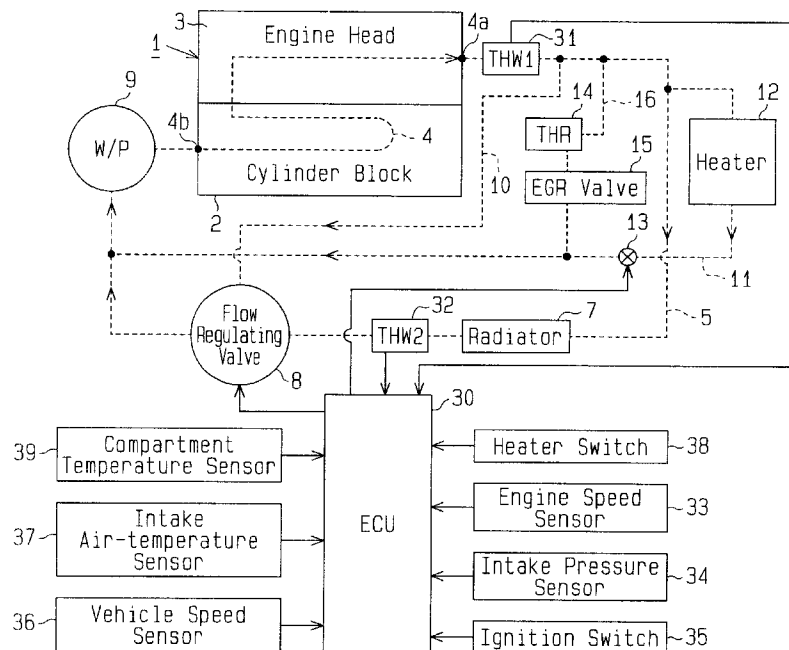 3
Engine Head
4a
THW1
31
1
9
W/P
4b
4
Cylinder Block
2
10
14
16
THR
15
EGR Valve
12
Heater
13
11
5
32
7
Flow
Regulating
Valve
THW2
Radiator
8
30
ECU
39
Compartment
Temperature Sensor
37
Intake
Air-temperature
Sensor
36
Vehicle Speed
Sensor
Heater Switch
38
Engine Speed
Sensor
33
Intake Pressure
Sensor
34
Ignition Switch
35